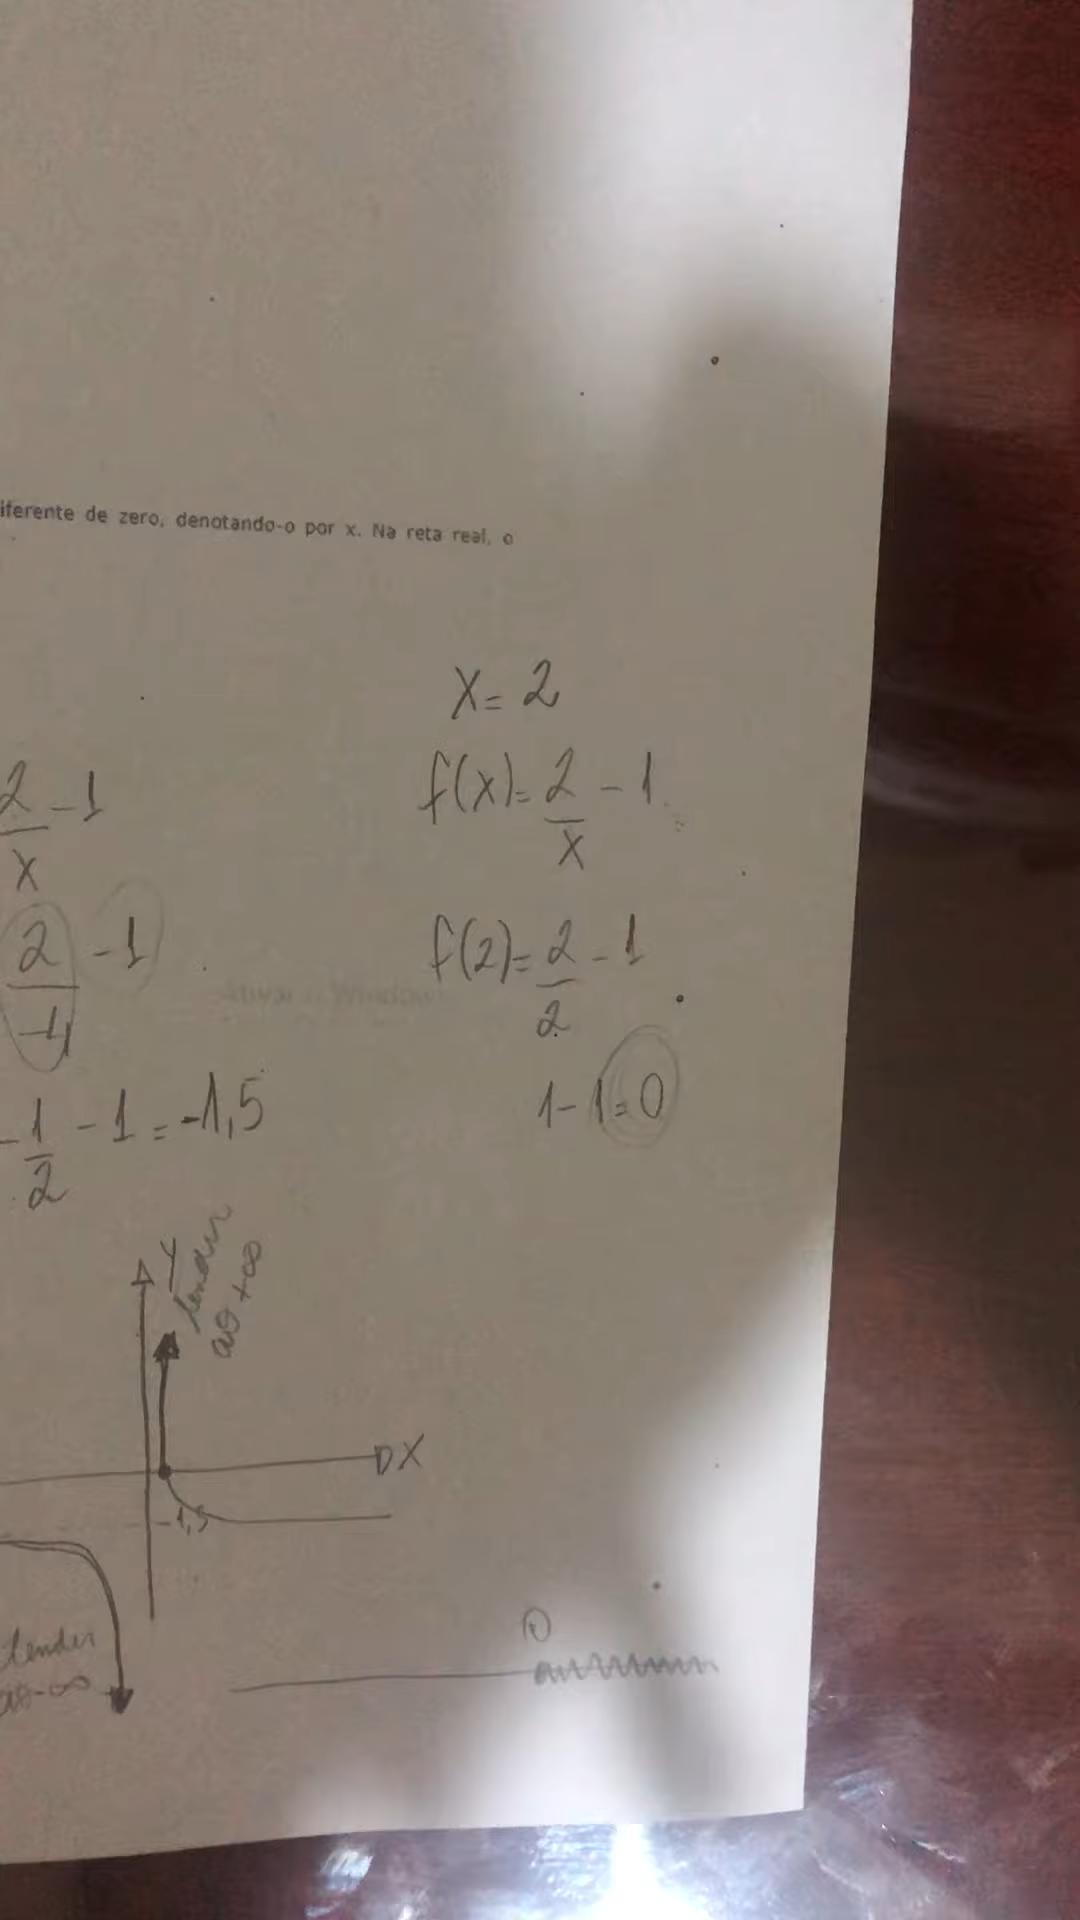 iferente de zero, denotando-o por x. Na reta real, o
x = 2
2/x - 1
f(x) = 2/x - 1
2/-4 - 1
f(2) = 2/2 - 1
-1/2 - 1 = -1,5
1 - 1 = 0
Y
tender
ao +∞
X
-1,5
tender
ao -∞
0